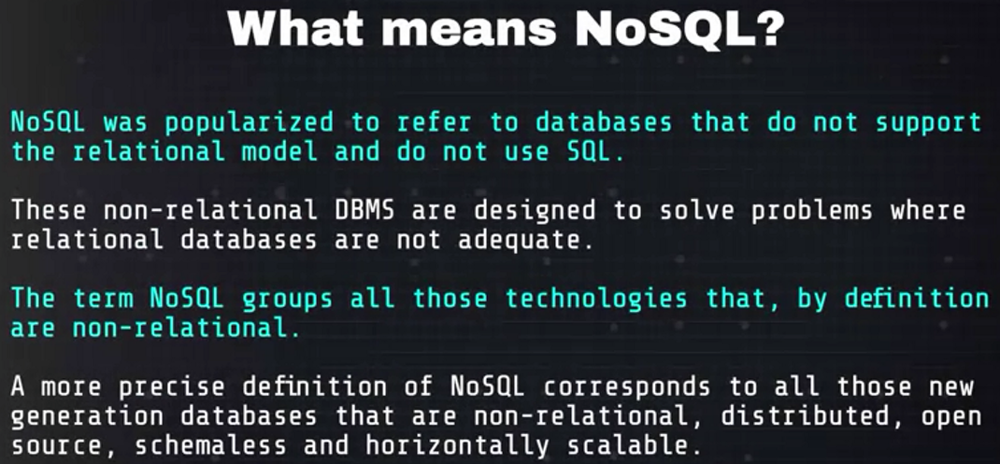 What means NoSQL?
NoSQL was popularized to refer to databases that do not support
the relational model and do not use SQL.
These non-relational DBMS are designed to solve problems where
relational databases are not adequate.
The term NoSQL groups all those technologies that, by definition
are non-relational.
A more precise definition of NoSQL corresponds to all those new
generation databases that are non-relational, distributed, open
source, schemaless and horizontally scalable.